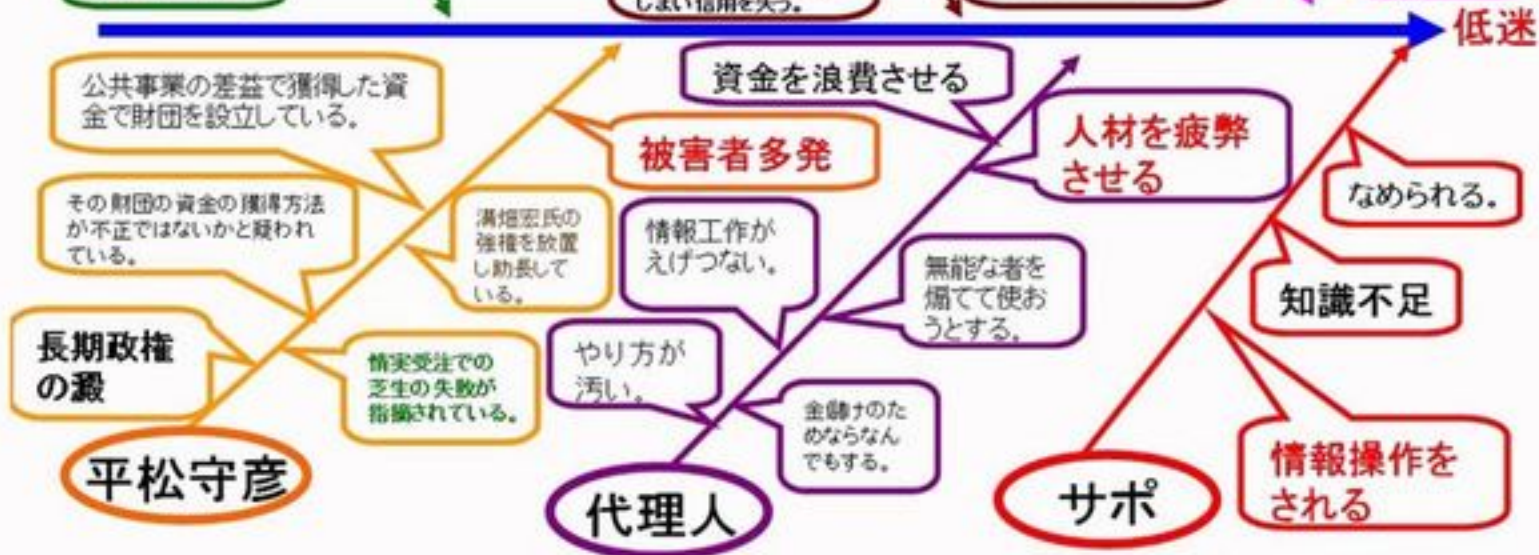 しまい信用を失う。
低迷
公共事業の差益で獲得した資
金で財団を設立している。
資金を浪費させる
被害者多発
人材を疲弊
させる
その財団の資金の獲得方法
が不正ではないかと疑われ
ている。
溝畑宏氏の
強権を放置
し助長して
いる。
情報工作が
えげつない。
無能な者を
煽てて使お
うとする。
なめられる。
知識不足
長期政権
の澱
情実受注での
芝生の失敗が
指摘されている。
やり方が
汚い。
金儲けのた
めならなん
でもする。
情報操作を
される
平松守彦
代理人
サポ